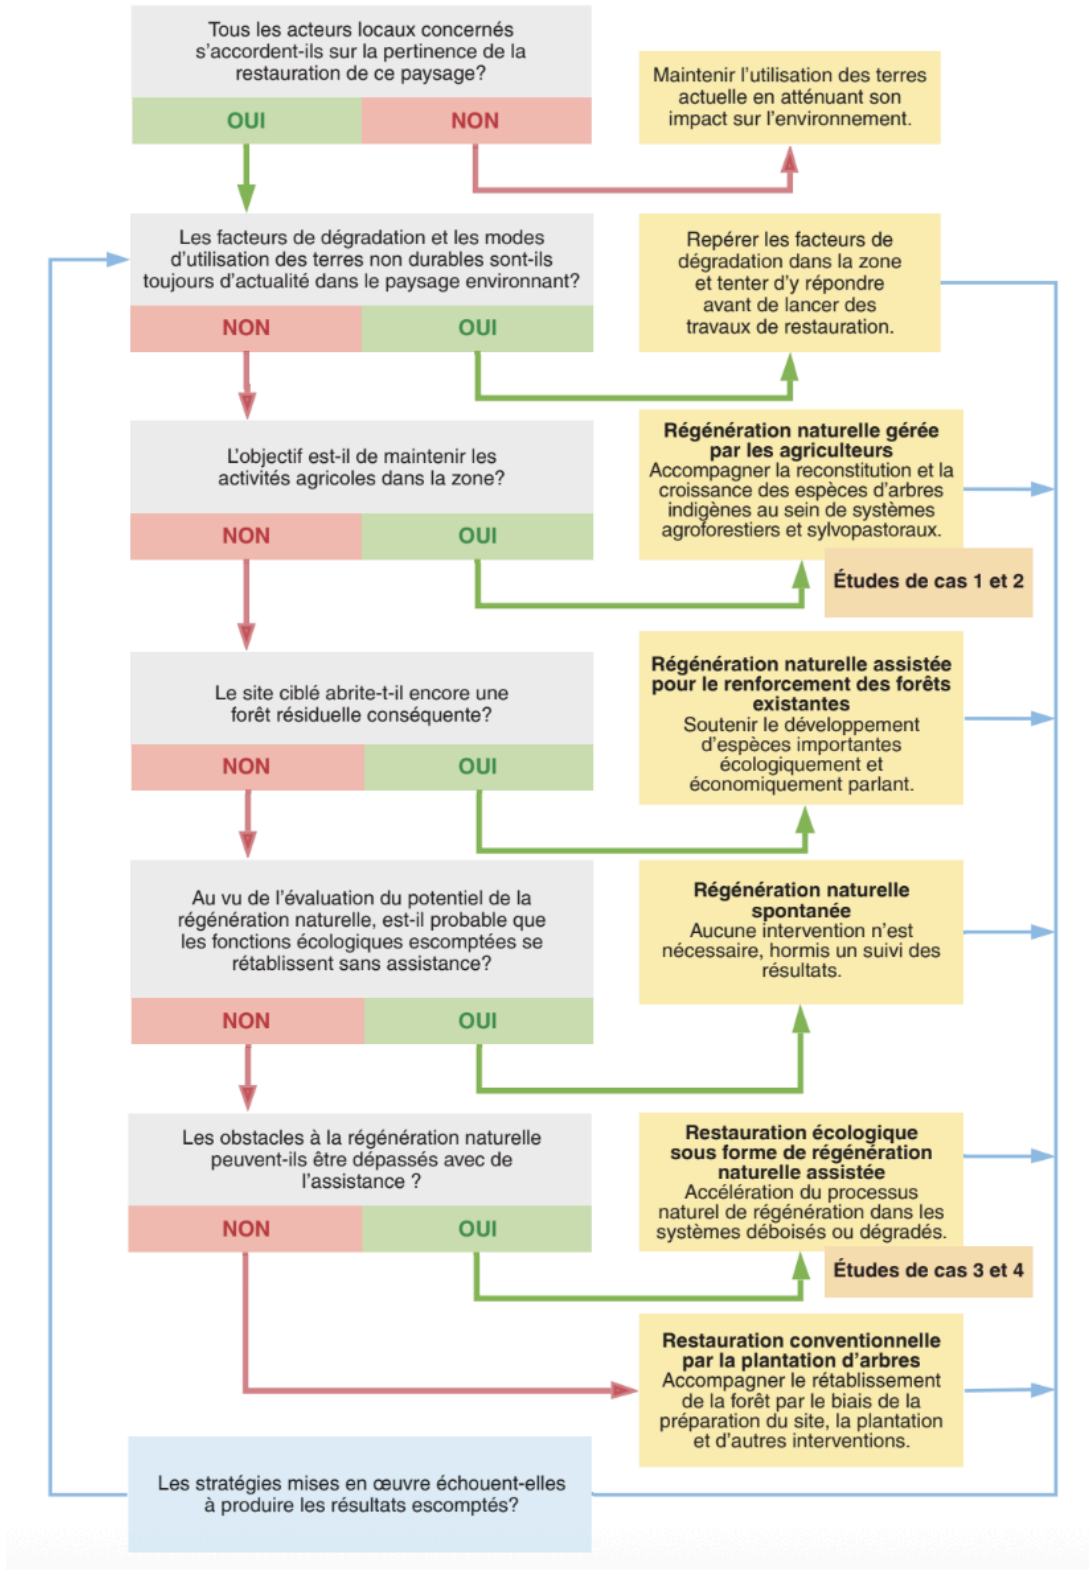 Tous les acteurs locaux concernés
s'accordent-ils sur la pertinence de la
restauration de ce paysage?
OUI
NON
Maintenir l'utilisation des terres
actuelle en atténuant son
impact sur l'environnement.
Les facteurs de dégradation et les modes
d'utilisation des terres non durables sont-ils
toujours d'actualité dans le paysage environnant?
NON
OUI
Repérer les facteurs de
dégradation dans la zone
et tenter d'y répondre
avant de lancer des
travaux de restauration.
L'objectif est-il de maintenir les
activités agricoles dans la zone?
NON
OUI
Régénération naturelle gérée
par les agriculteurs
Accompagner la reconstitution et la
croissance des espèces d'arbres
indigènes au sein de systèmes
agroforestiers et sylvopastoraux.
Études de cas 1 et 2
Le site ciblé abrite-t-il encore une
forêt résiduelle conséquente?
NON
OUI
Régénération naturelle assistée
pour le renforcement des forêts
existantes
Soutenir le développement
d'espèces importantes
écologiquement et
économiquement parlant.
Au vu de l'évaluation du potentiel de la
régénération naturelle, est-il probable que
les fonctions écologiques escomptées se
rétablissent sans assistance?
NON
OUI
Régénération naturelle
spontanée
Aucune intervention n'est
nécessaire, hormis un suivi des
résultats.
Les obstacles à la régénération naturelle
peuvent-ils être dépassés avec de
l'assistance ?
NON
OUI
Restauration écologique
sous forme de régénération
naturelle assistée
Accélération du processus
naturel de régénération dans les
systèmes déboisés ou dégradés.
Études de cas 3 et 4
Restauration conventionnelle
par la plantation d'arbres
Accompagner le rétablissement
de la forêt par le biais de la
préparation du site, la plantation
et d'autres interventions.
Les stratégies mises en œuvre échouent-elles
à produire les résultats escomptés?